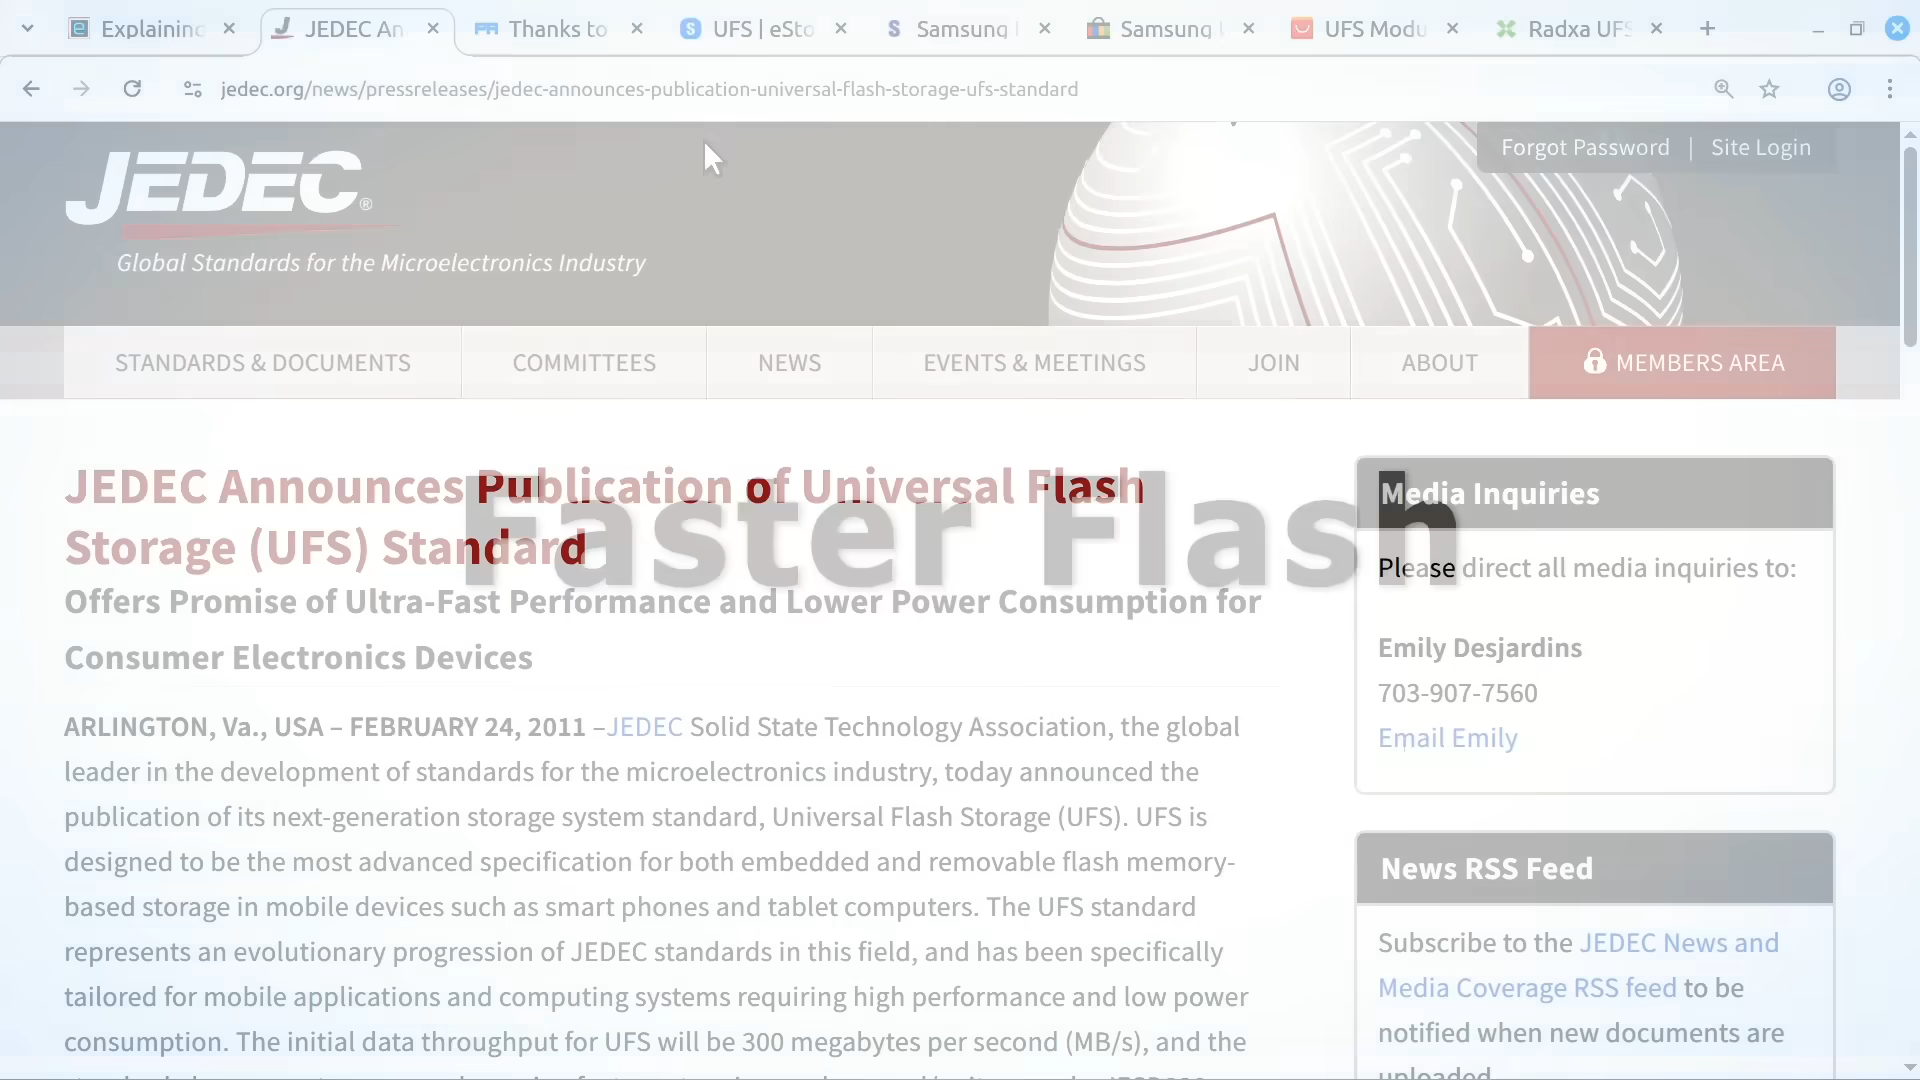 Explaining
JEDEC An
Thanks to
UFS | eSto
Samsung
Samsung
UFS Modu
Radxa UFS
jedec.org/news/pressreleases/jedec-announces-publication-universal-flash-storage-ufs-standard
Forgot Password | Site Login
JEDEC®
Global Standards for the Microelectronics Industry
STANDARDS & DOCUMENTS
COMMITTEES
NEWS
EVENTS & MEETINGS
JOIN
ABOUT
MEMBERS AREA
Faster Flash
JEDEC Announces Publication of Universal Flash
Storage (UFS) Standard
Offers Promise of Ultra-Fast Performance and Lower Power Consumption for
Consumer Electronics Devices
ARLINGTON, Va., USA – FEBRUARY 24, 2011 –JEDEC Solid State Technology Association, the global
leader in the development of standards for the microelectronics industry, today announced the
publication of its next-generation storage system standard, Universal Flash Storage (UFS). UFS is
designed to be the most advanced specification for both embedded and removable flash memory-
based storage in mobile devices such as smart phones and tablet computers. The UFS standard
represents an evolutionary progression of JEDEC standards in this field, and has been specifically
tailored for mobile applications and computing systems requiring high performance and low power
consumption. The initial data throughput for UFS will be 300 megabytes per second (MB/s), and the
Media Inquiries
Please direct all media inquiries to:
Emily Desjardins
703-907-7560
Email Emily
News RSS Feed
Subscribe to the JEDEC News and
Media Coverage RSS feed to be
notified when new documents are
uploaded